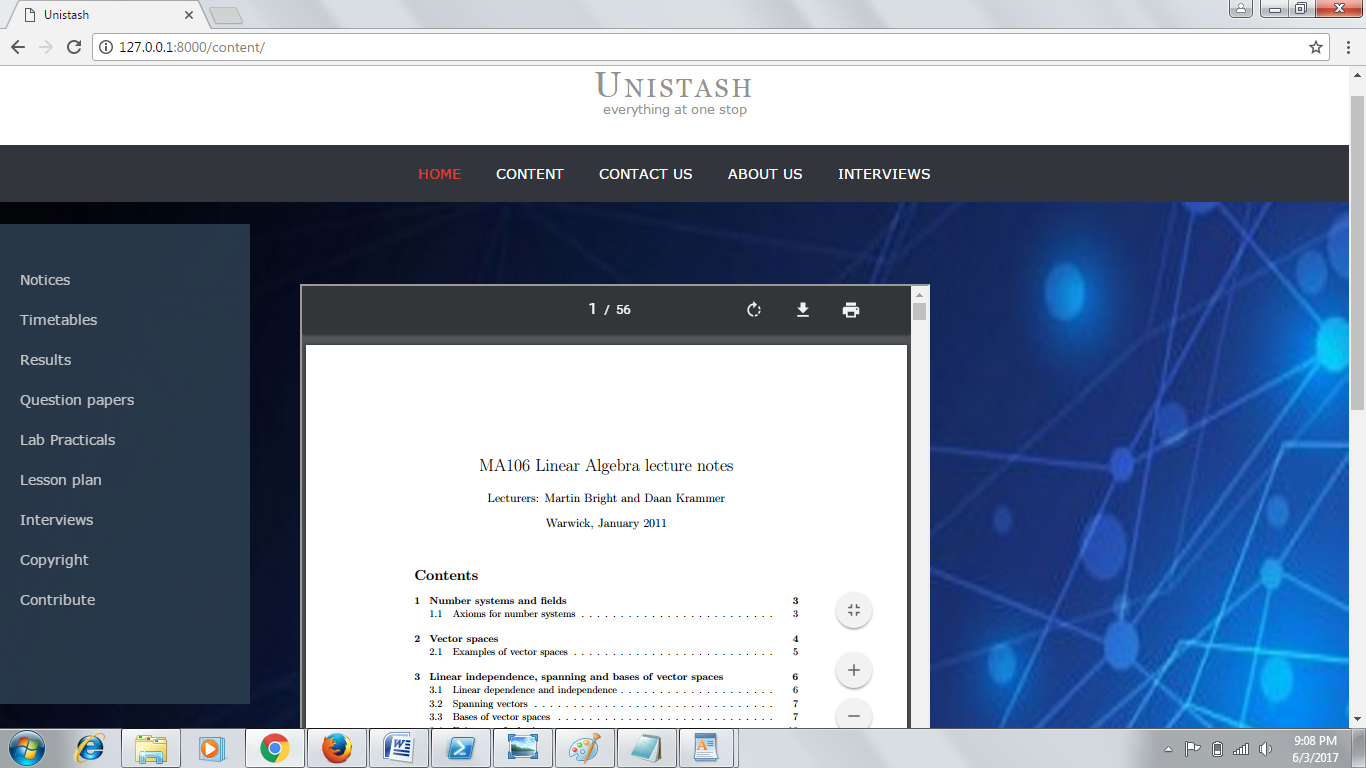 Unistash
127.0.0.1:8000/content/
UNISTASH
everything at one stop
HOME CONTENT CONTACT US ABOUT US INTERVIEWS
Notices
Timetables
Results
Question papers
Lab Practicals
Lesson plan
Interviews
Copyright
Contribute
1 / 56
MA106 Linear Algebra lecture notes
Lecturers: Martin Bright and Daan Krammer
Warwick, January 2011
Contents
1 Number systems and fields 3
1.1 Axioms for number systems . . . . . . . . . . . . . . . . . . . . . . . . . 3
2 Vector spaces 4
2.1 Examples of vector spaces . . . . . . . . . . . . . . . . . . . . . . . . . . 5
3 Linear independence, spanning and bases of vector spaces 6
3.1 Linear dependence and independence . . . . . . . . . . . . . . . . . . . . 6
3.2 Spanning vectors . . . . . . . . . . . . . . . . . . . . . . . . . . . . . . . 7
3.3 Bases of vector spaces . . . . . . . . . . . . . . . . . . . . . . . . . . . . 7
9:08 PM
6/3/2017